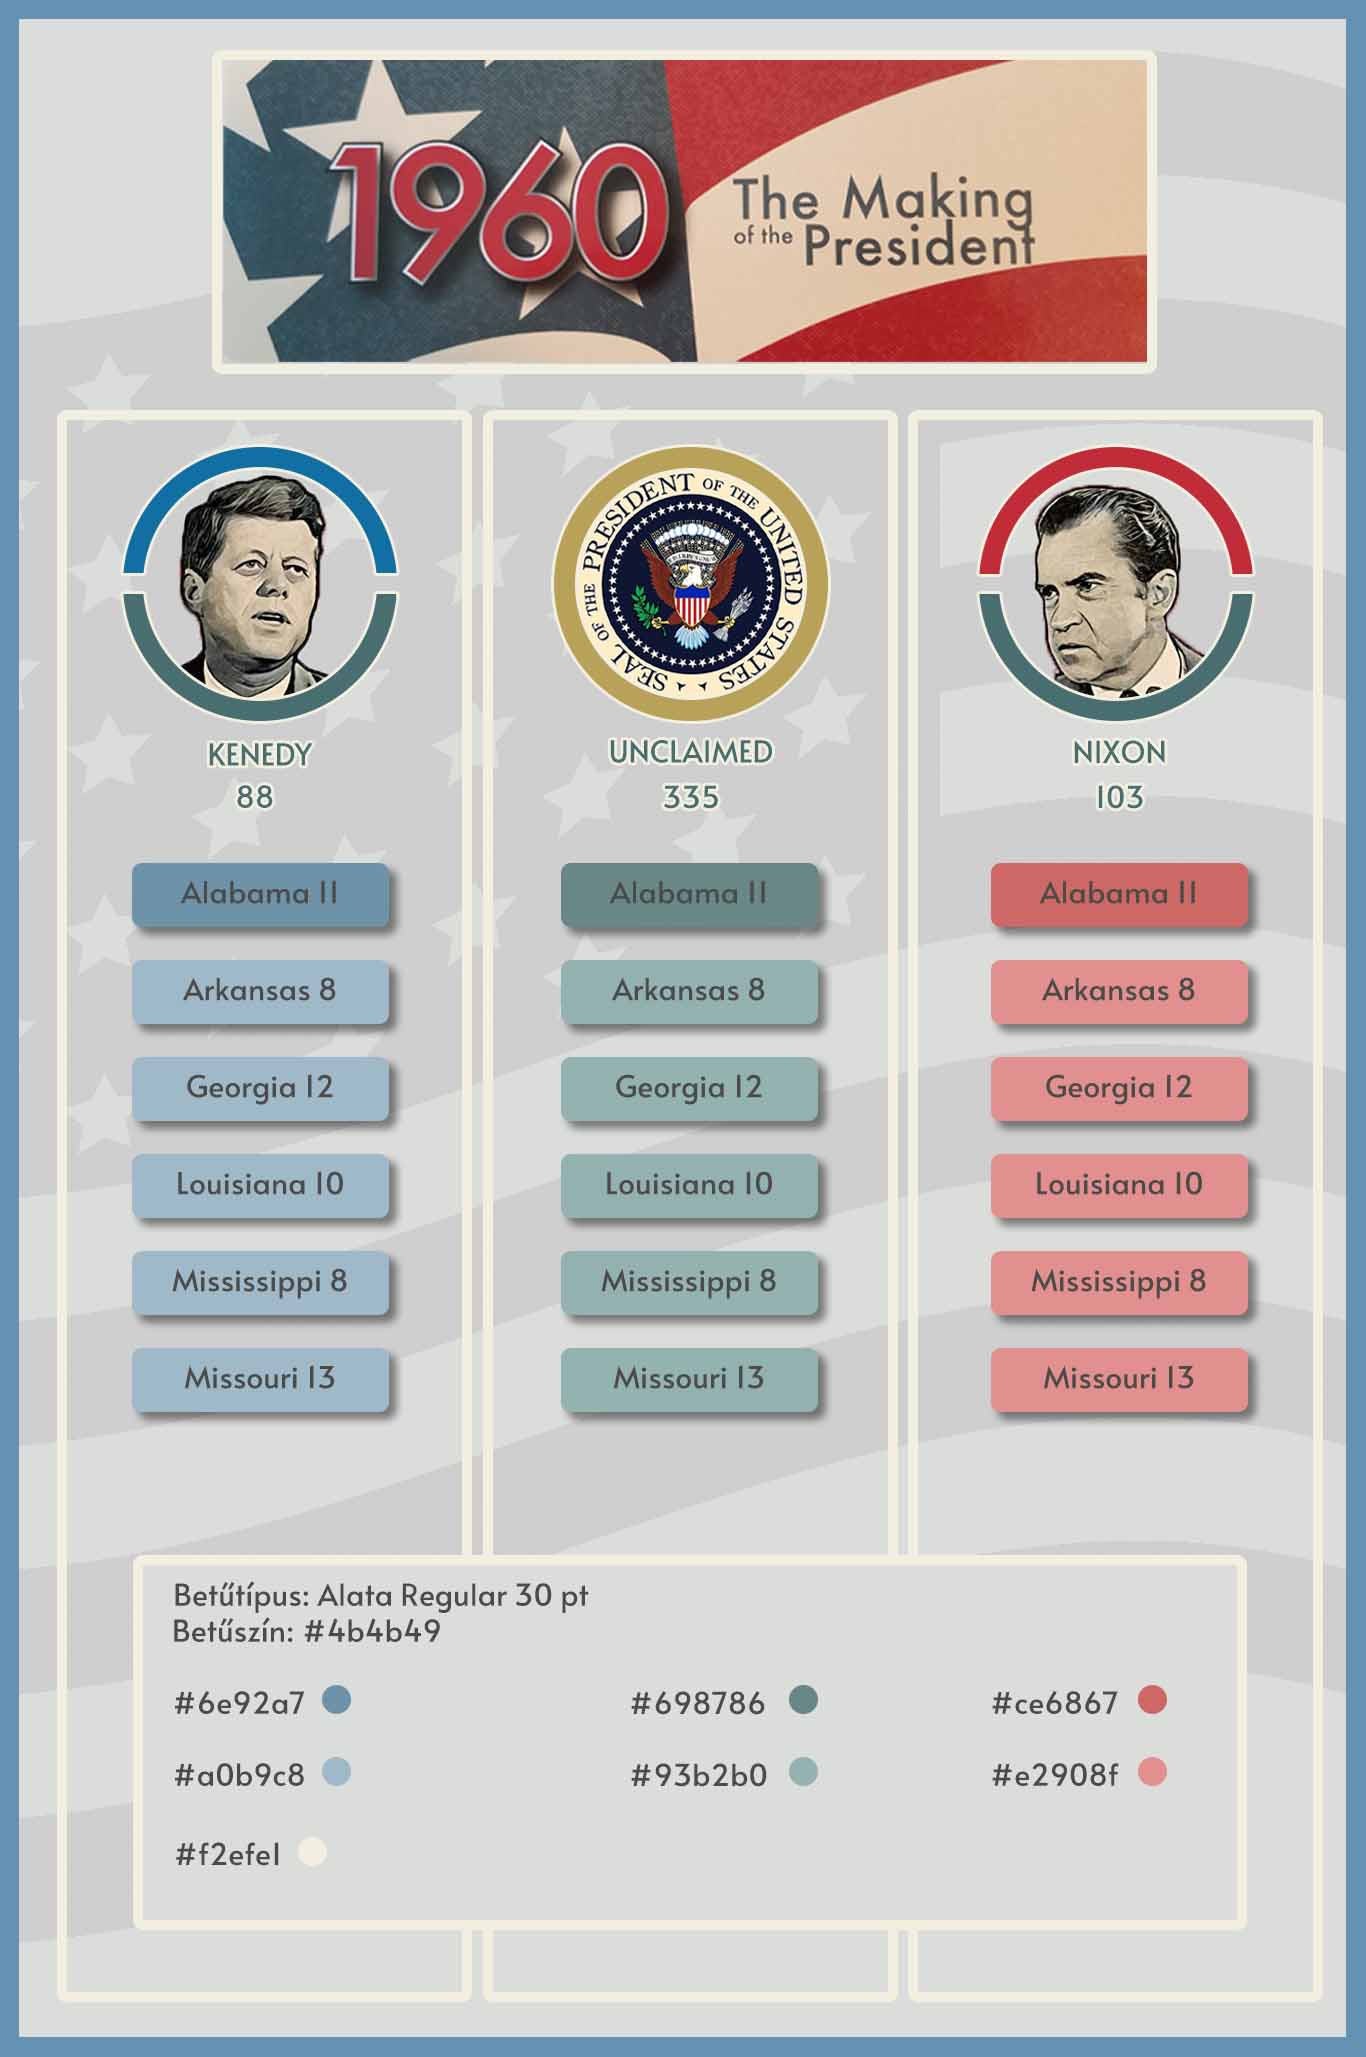 1960
The Making
of the President
SEAL OF THE PRESIDENT OF THE UNITED STATES
KENEDY
88
UNCLAIMED
335
NIXON
103
Alabama 11
Alabama 11
Alabama 11
Arkansas 8
Arkansas 8
Arkansas 8
Georgia 12
Georgia 12
Georgia 12
Louisiana 10
Louisiana 10
Louisiana 10
Mississippi 8
Mississippi 8
Mississippi 8
Missouri 13
Missouri 13
Missouri 13
Betűtípus: Alata Regular 30 pt
Betűszín: #4b4b49
#6e92a7
#698786
#ce6867
#a0b9c8
#93b2b0
#e2908f
#f2efe1